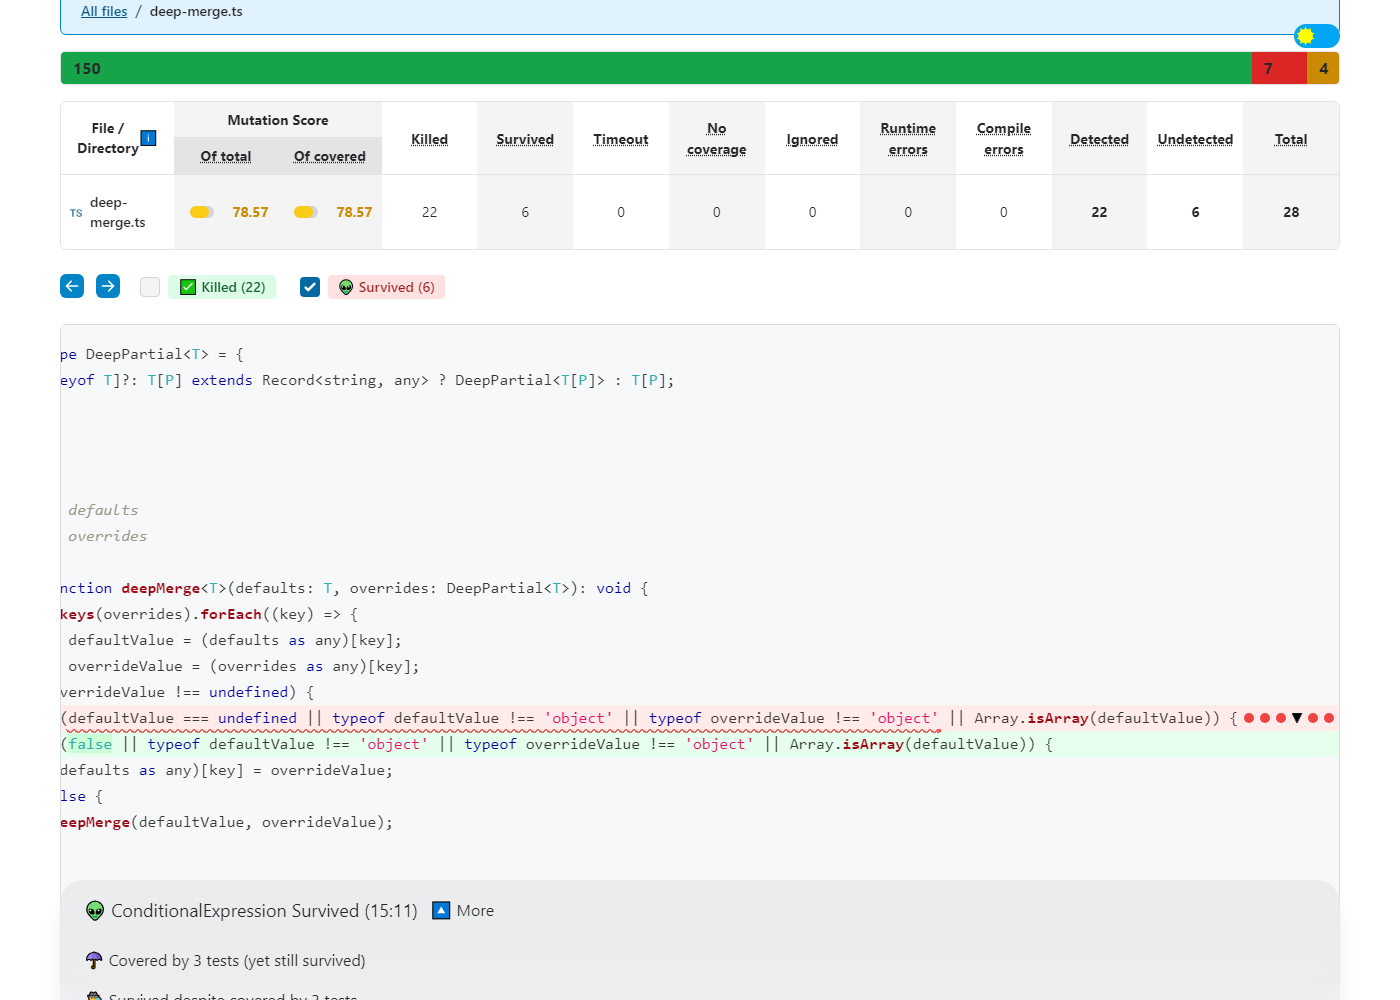 All files / deep-merge.ts
150 7 4
File / Directory i Mutation Score Killed Survived Timeout No coverage Ignored Runtime errors Compile errors Detected Undetected Total
Of total Of covered
TS deep-merge.ts 78.57 78.57 22 6 0 0 0 0 0 22 6 28
Killed (22) Survived (6)
pe DeepPartial<T> = {
eyof T]?: T[P] extends Record<string, any> ? DeepPartial<T[P]> : T[P];
defaults
overrides
nction deepMerge<T>(defaults: T, overrides: DeepPartial<T>): void {
keys(overrides).forEach((key) => {
defaultValue = (defaults as any)[key];
overrideValue = (overrides as any)[key];
verrideValue !== undefined) {
(defaultValue === undefined || typeof defaultValue !== 'object' || typeof overrideValue !== 'object' || Array.isArray(defaultValue)) {
(false || typeof defaultValue !== 'object' || typeof overrideValue !== 'object' || Array.isArray(defaultValue)) {
defaults as any)[key] = overrideValue;
lse {
eepMerge(defaultValue, overrideValue);
ConditionalExpression Survived (15:11) More
Covered by 3 tests (yet still survived)
Survived despite covered by 3 tests